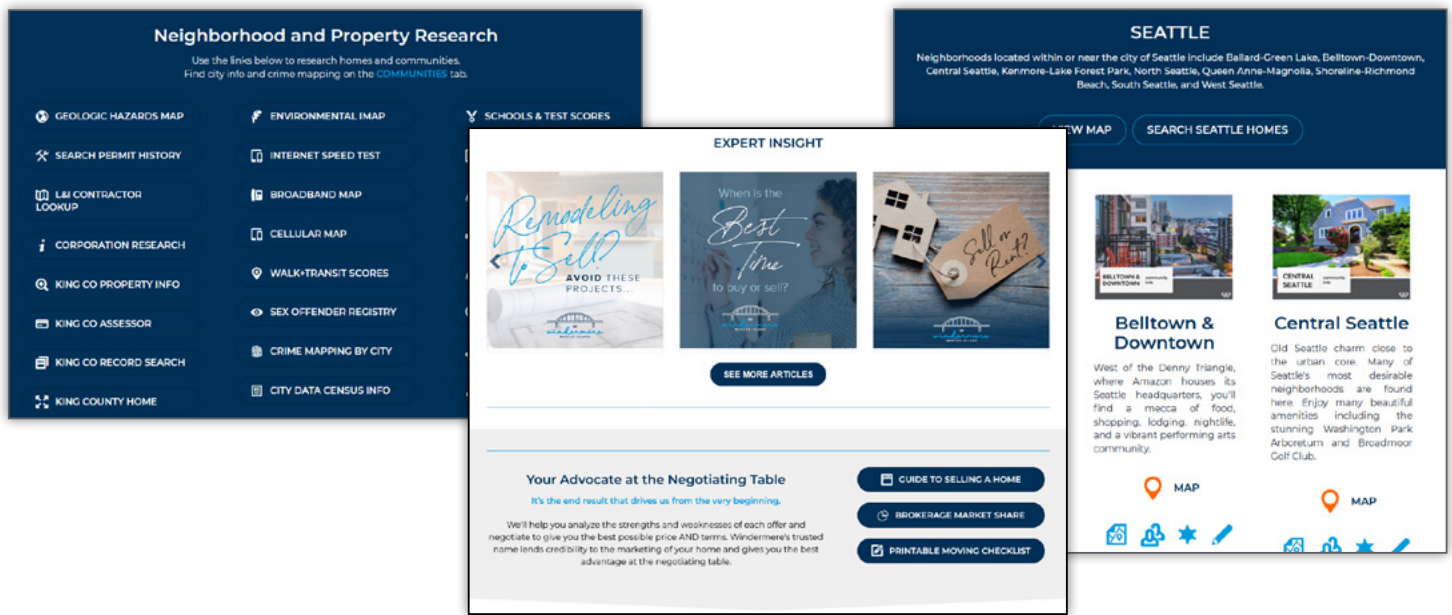 Neighborhood and Property Research
Use the links below to research homes and communities.
Find city info and crime mapping on the COMMUNITIES tab.
GEOLOGIC HAZARDS MAP
ENVIRONMENTAL IMAP
SCHOOLS & TEST SCORES
SEARCH PERMIT HISTORY
INTERNET SPEED TEST
L&I CONTRACTOR
LOOKUP
BROADBAND MAP
CORPORATION RESEARCH
CELLULAR MAP
KING CO PROPERTY INFO
WALK+TRANSIT SCORES
KING CO ASSESSOR
SEX OFFENDER REGISTRY
KING CO RECORD SEARCH
CRIME MAPPING BY CITY
KING COUNTY HOME
CITY DATA CENSUS INFO
EXPERT INSIGHT
Remodeling
to Sell?
AVOID THESE
PROJECTS...
windermere
When is the
Best
Time
to buy or sell?
windermere
Sell or
Rent?
windermere
SEE MORE ARTICLES
Your Advocate at the Negotiating Table
It's the end result that drives us from the very beginning.
We'll help you analyze the strengths and weaknesses of each offer and
negotiate to give you the best possible price AND terms. Windermere's trusted
name lends credibility to the marketing of your home and gives you the best
advantage at the negotiating table.
GUIDE TO SELLING A HOME
BROKERAGE MARKET SHARE
PRINTABLE MOVING CHECKLIST
SEATTLE
Neighborhoods located within or near the city of Seattle include Ballard-Green Lake, Belltown-Downtown,
Central Seattle, Kenmore-Lake Forest Park, North Seattle, Queen Anne-Magnolia, Shoreline-Richmond
Beach, South Seattle, and West Seattle.
EW MAP
SEARCH SEATTLE HOMES
BELLTOWN &
DOWNTOWN
community
info
Belltown &
Downtown
West of the Denny Triangle,
where Amazon houses its
Seattle headquarters, you'll
find a mecca of food,
shopping, lodging, nightlife,
and a vibrant performing arts
community.
MAP
CENTRAL
SEATTLE
community
info
Central Seattle
Old Seattle charm close to
the urban core. Many of
Seattle's most desirable
neighborhoods are found
here. Enjoy many beautiful
amenities including the
stunning Washington Park
Arboretum and Broadmoor
Golf Club.
MAP